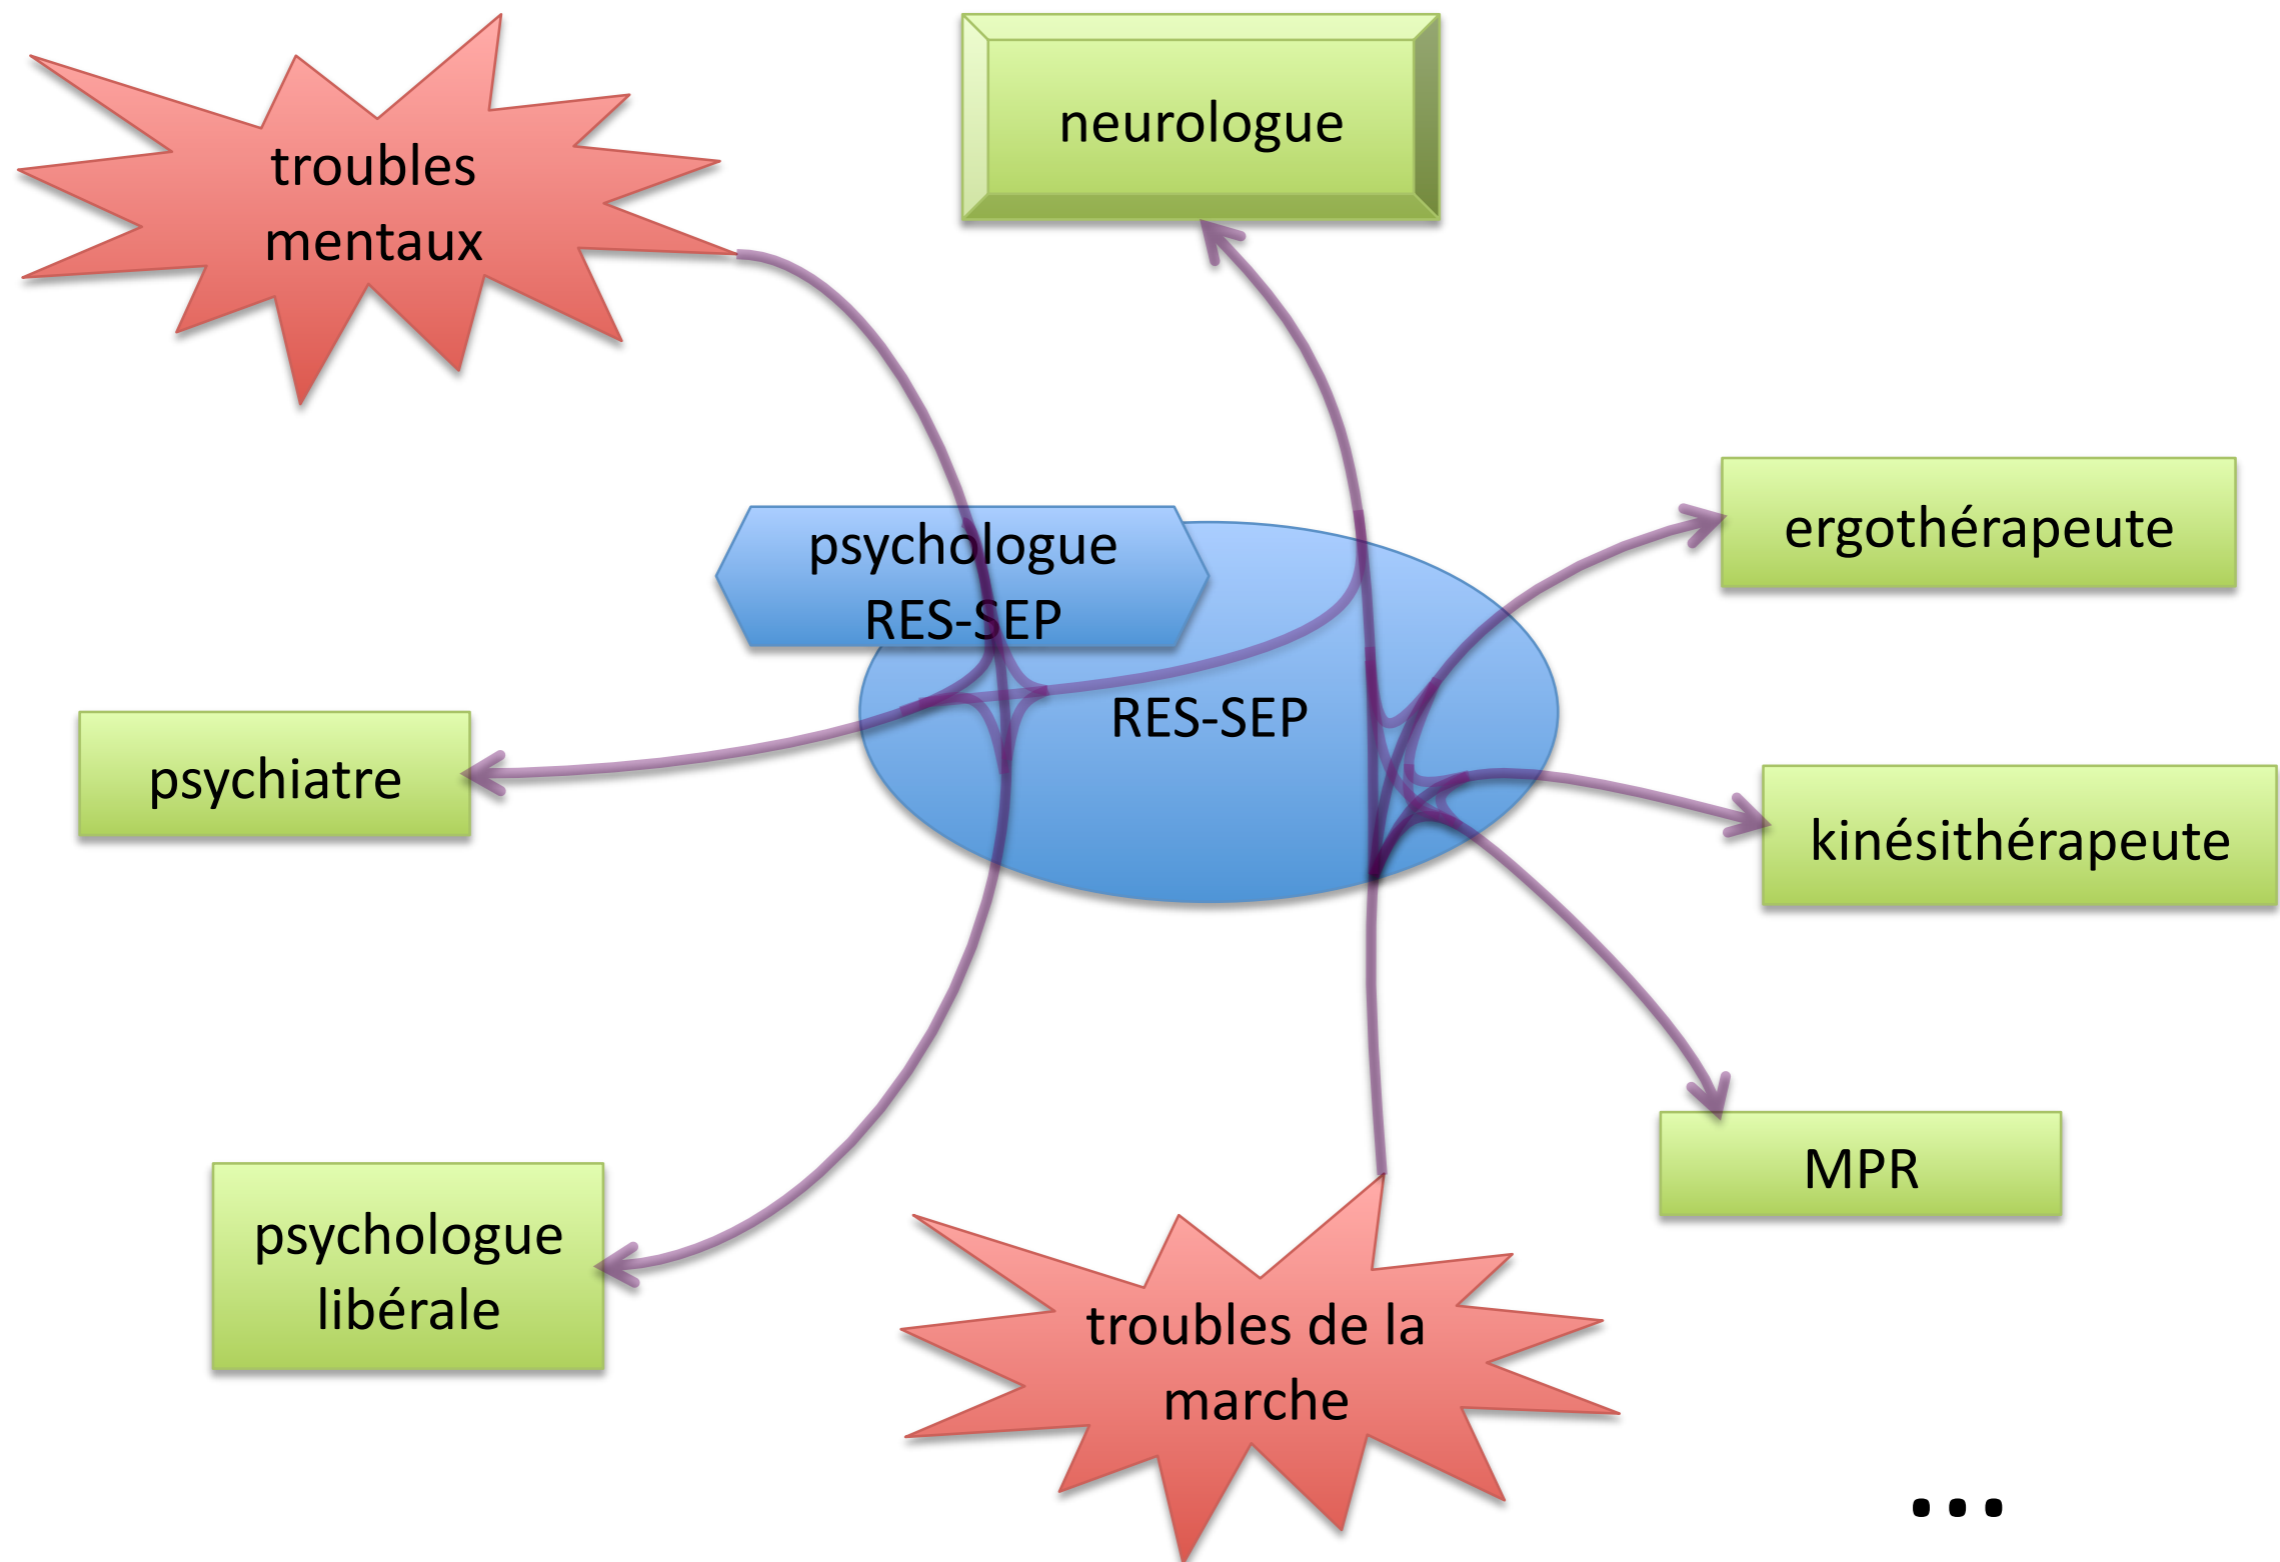 neurologue
troubles
mentaux
ergothérapeute
psychologue
RES-SEP
RES-SEP
psychiatre
kinésithérapeute
MPR
psychologue
libérale
troubles de la
marche
...